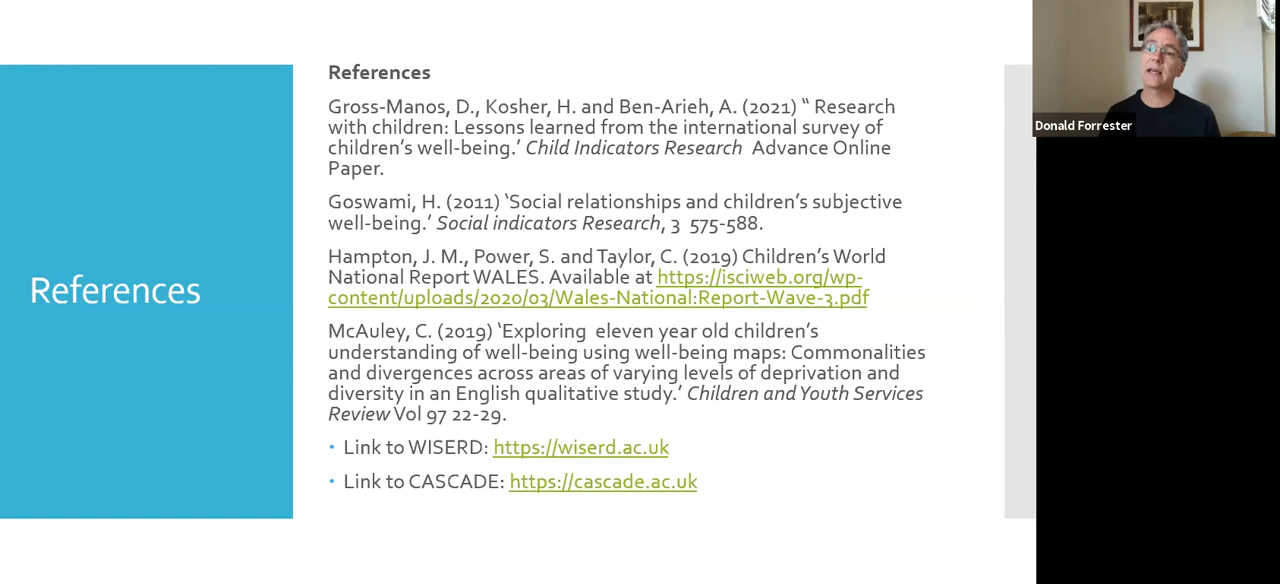 References
References
Gross-Manos, D., Kosher, H. and Ben-Arieh, A. (2021) “ Research
with children: Lessons learned from the international survey of
children’s well-being.’ Child Indicators Research  Advance Online
Paper.
Goswami, H. (2011) ‘Social relationships and children’s subjective
well-being.’ Social indicators Research, 3  575-588.
Hampton, J. M., Power, S. and Taylor, C. (2019) Children’s World
National Report WALES. Available at https://isciweb.org/wp-
content/uploads/2020/03/Wales-National:Report-Wave-3.pdf
McAuley, C. (2019) ‘Exploring  eleven year old children’s
understanding of well-being using well-being maps: Commonalities
and divergences across areas of varying levels of deprivation and
diversity in an English qualitative study.’ Children and Youth Services
Review Vol 97 22-29.
• Link to WISERD: https://wiserd.ac.uk
• Link to CASCADE: https://cascade.ac.uk
Donald Forrester